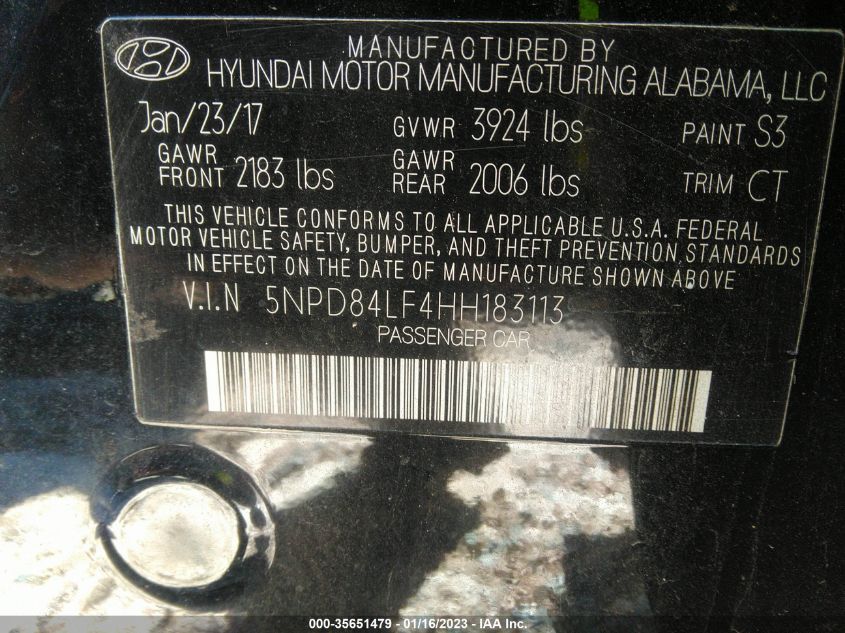 MANUFACTURED BY
HYUNDAI MOTOR MANUFACTURING ALABAMA, LLC
Jan/23/17 GVWR 3924 lbs PAINT S3
GAWR FRONT 2183 lbs GAWR REAR 2006 lbs TRIM CT
THIS VEHICLE CONFORMS TO ALL APPLICABLE U.S.A. FEDERAL
MOTOR VEHICLE SAFETY, BUMPER, AND THEFT PREVENTION STANDARDS
IN EFFECT ON THE DATE OF MANUFACTURE SHOWN ABOVE
V.I.N 5NPD84LF4HH183113
PASSENGER CAR
000-35651479 - 01/16/2023 - IAA Inc.